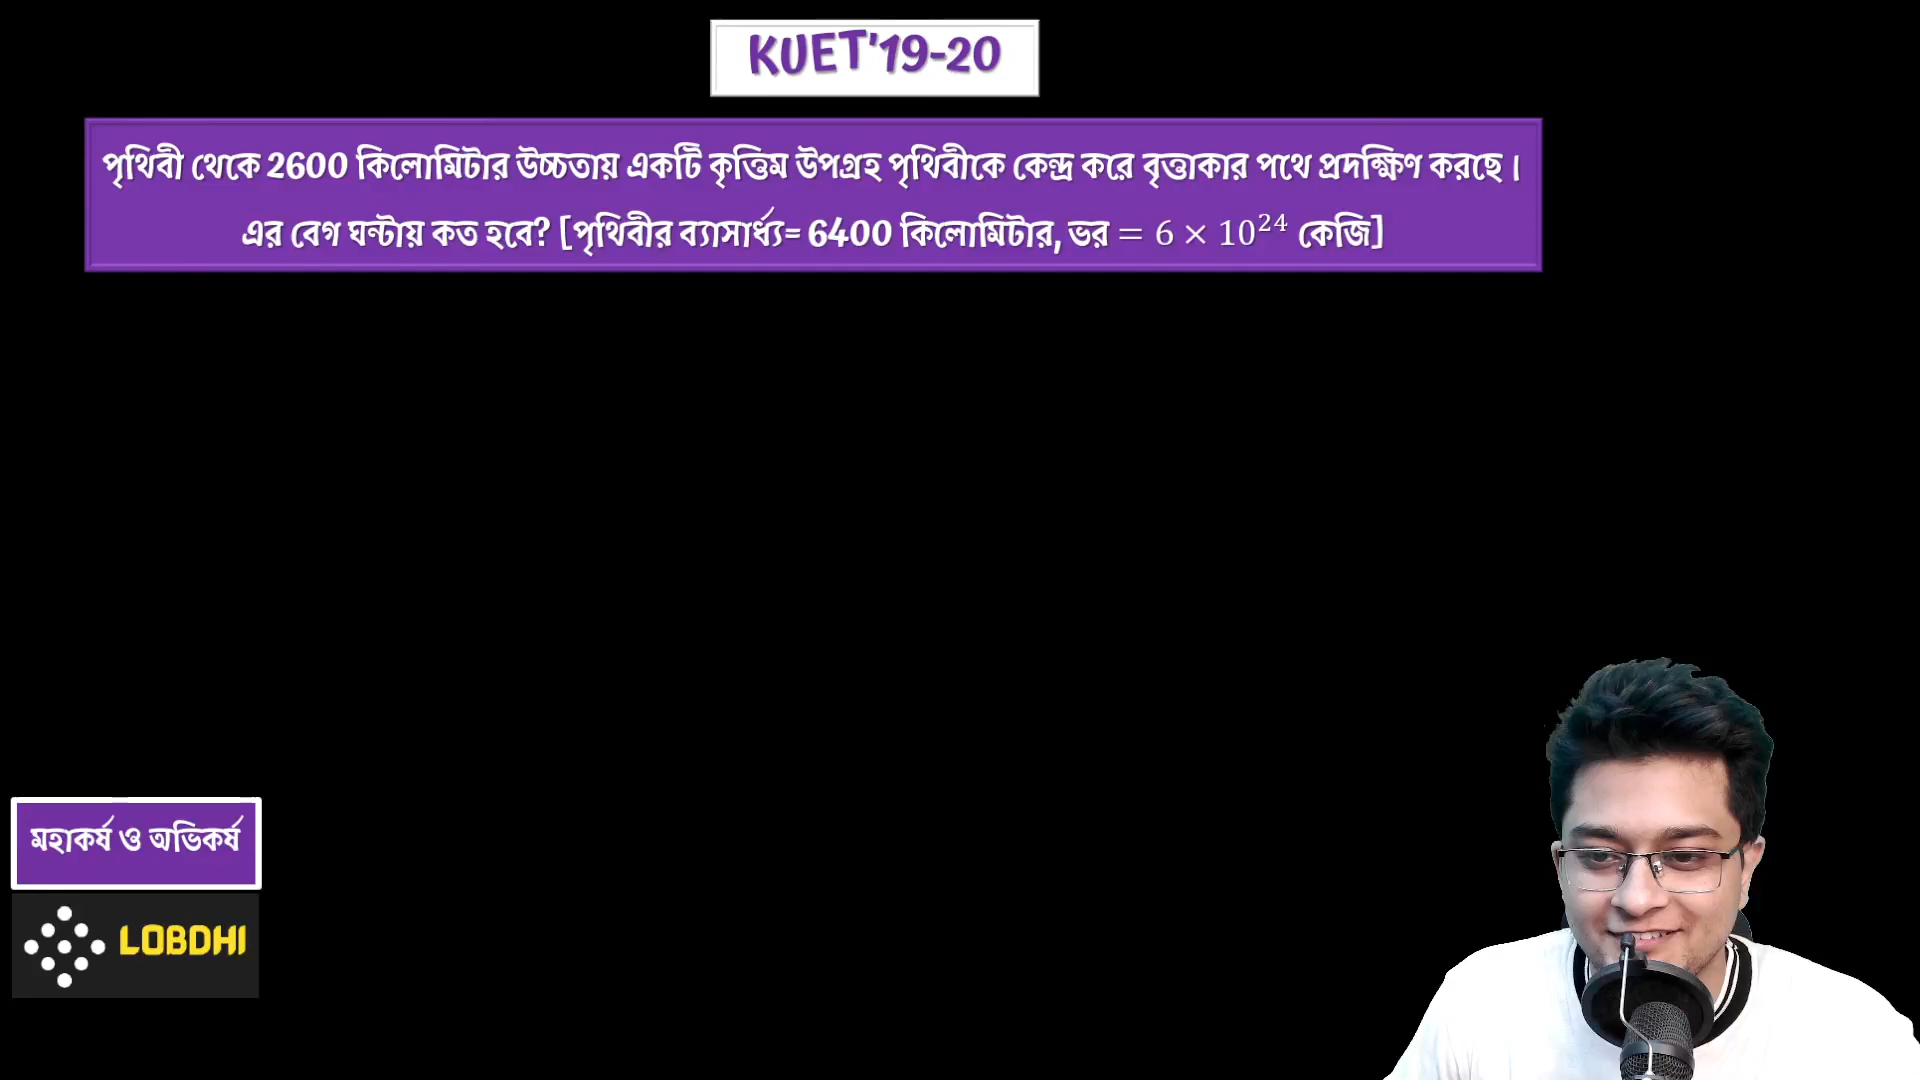 KUET'19-20
পৃথিবী থেকে 2600 কিলোমিটার উচ্চতায় একটি কৃত্তিম উপগ্রহ পৃথিবীকে কেন্দ্র করে বৃত্তাকার পথে প্রদক্ষিণ করছে।
এর বেগ ঘন্টায় কত হবে? [পৃথিবীর ব্যাসার্ধ্য= 6400 কিলোমিটার, ভর = 6 × 10²⁴ কেজি]
মহাকর্ষ ও অভিকর্ষ
LOBDHI